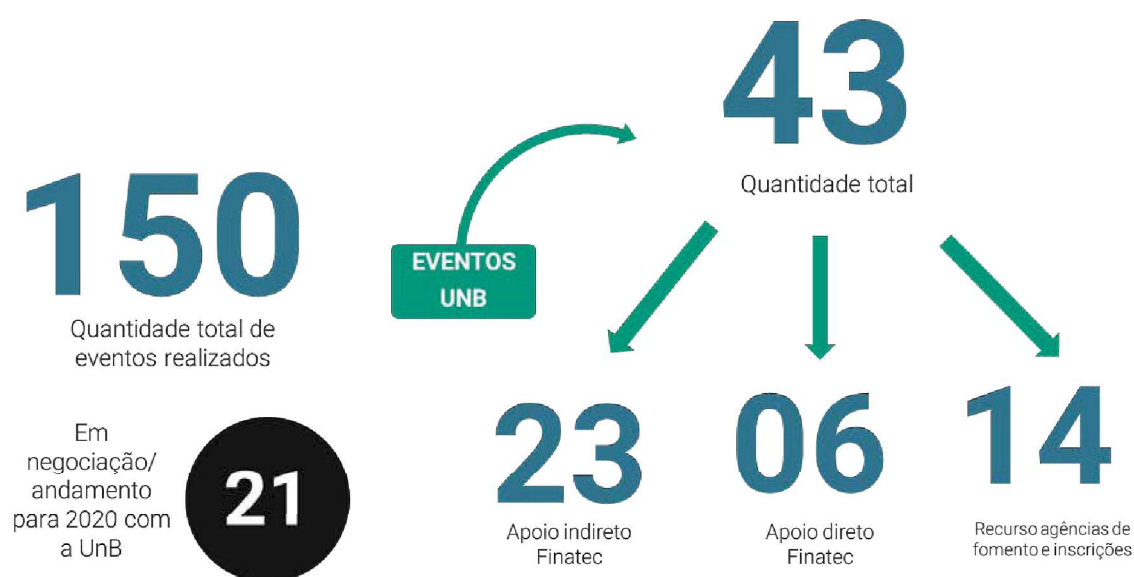 150
Quantidade total de
eventos realizados
Em
negociação/
andamento
para 2020 com
a UnB
21
EVENTOS
UNB
43
Quantidade total
23
Apoio indireto
Finatec
06
Apoio direto
Finatec
14
Recurso agências de
fomento e inscrições